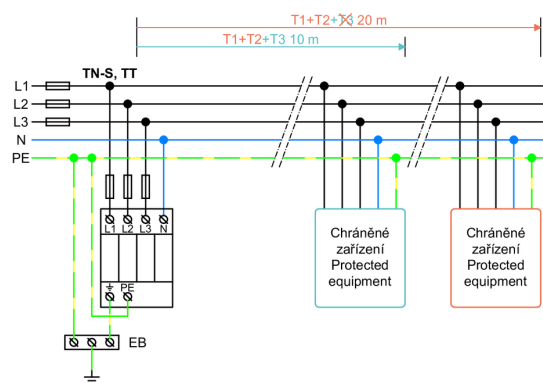 T1+T2+T3 20 m
T1+T2+T3 10 m
TN-S, TT
L1
L2
L3
N
PE
L1 L2 L3 N
PE
EB
Chráněné
zařízení
Protected
equipment
Chráněné
zařízení
Protected
equipment